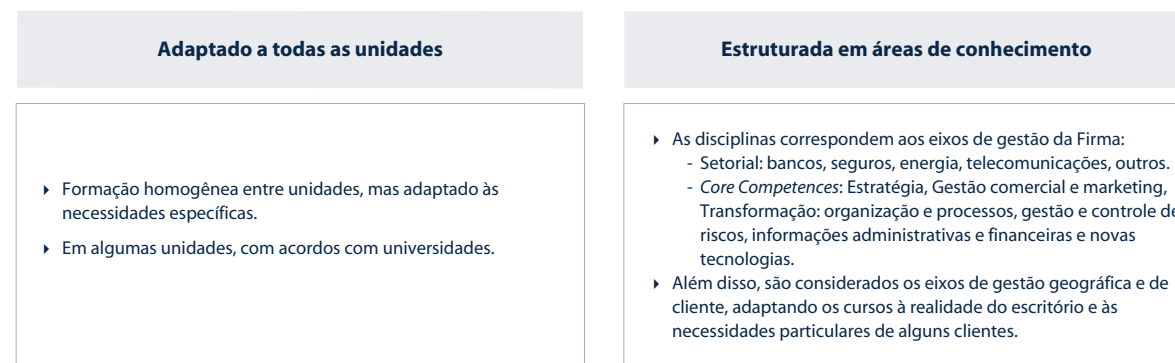 Adaptado a todas as unidades
▸ Formação homogênea entre unidades, mas adaptado às
necessidades específicas.
▸ Em algumas unidades, com acordos com universidades.
Estruturada em áreas de conhecimento
▸ As disciplinas correspondem aos eixos de gestão da Firma:
- Setorial: bancos, seguros, energia, telecomunicações, outros.
- Core Competences: Estratégia, Gestão comercial e marketing,
Transformação: organização e processos, gestão e controle de
riscos, informações administrativas e financeiras e novas
tecnologias.
▸ Além disso, são considerados os eixos de gestão geográfica e de
cliente, adaptando os cursos à realidade do escritório e às
necessidades particulares de alguns clientes.